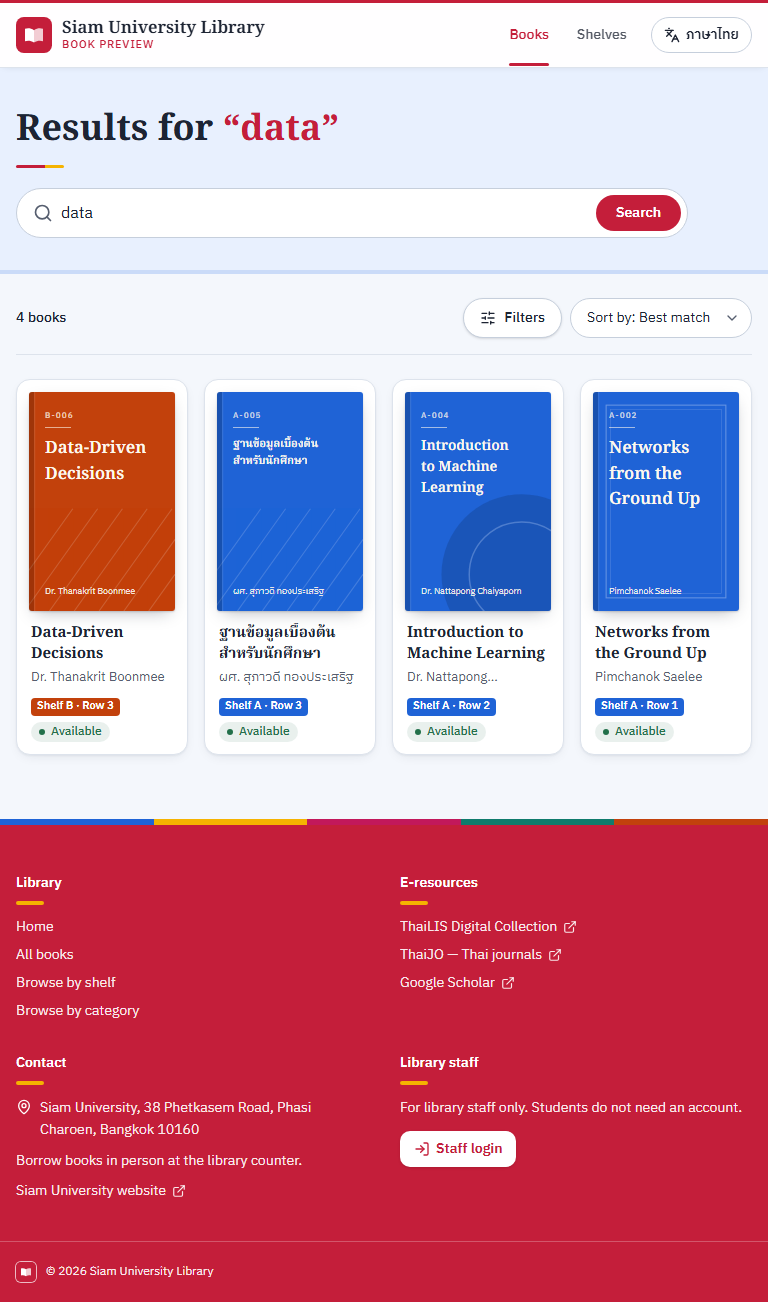 Siam University Library
BOOK PREVIEW
Books
Shelves
ภาษาไทย
Results for “data”
data
Search
4 books
Filters
Sort by: Best match
B-006
Data-Driven
Decisions
Dr. Thanakrit Boonmee
Data-Driven
Decisions
Dr. Thanakrit Boonmee
Shelf B · Row 3
Available
A-005
ฐานข้อมูลเบื้องต้น
สำหรับนักศึกษา
ผศ. สุภาวดี ทองประเสริฐ
ฐานข้อมูลเบื้องต้น
สำหรับนักศึกษา
ผศ. สุภาวดี ทองประเสริฐ
Shelf A · Row 3
Available
A-004
Introduction
to Machine
Learning
Dr. Nattapong Chaiyaporn
Introduction to
Machine Learning
Dr. Nattapong...
Shelf A · Row 2
Available
A-002
Networks
from the
Ground Up
Pimchanok Saelee
Networks from
the Ground Up
Pimchanok Saelee
Shelf A · Row 1
Available
Library
Home
All books
Browse by shelf
Browse by category
E-resources
ThaiLIS Digital Collection
ThaiJO — Thai journals
Google Scholar
Contact
Siam University, 38 Phetkasem Road, Phasi
Charoen, Bangkok 10160
Borrow books in person at the library counter.
Siam University website
Library staff
For library staff only. Students do not need an account.
Staff login
© 2026 Siam University Library